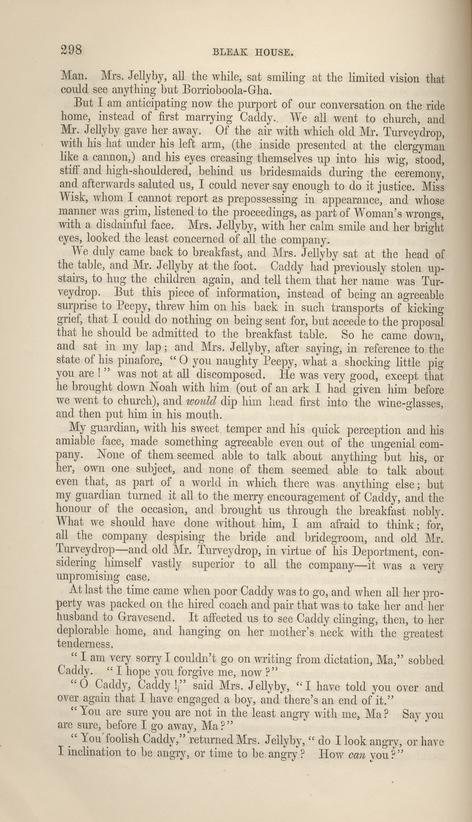 298 BLEAK HOUSE.
Man. Mrs. Jellyby, all the while, sat smiling at the limited vision that
could see anything but Borrioboola-Gha.
But I am anticipating now the purport of our conversation on the ride
home, instead of first marrying Caddy. We all went to church, and
Mr. Jellyby gave her away. Of the air with which old Mr. Turveydrop,
with his hat under his left arm, (the inside presented at the clergyman
like a cannon,) and his eyes creasing themselves up into his wig, stood,
stiff and high-shouldered, behind us bridesmaids during the ceremony,
and afterwards saluted us, I could never say enough to do it justice. Miss
Wisk, whom I cannot report as prepossessing in appearance, and whose
manner was grim, listened to the proceedings, as part of Woman's wrongs,
with a disdainful face. Mrs. Jellyby, with her calm smile and her bright
eyes, looked the least concerned of all the company.
We duly came back to breakfast, and Mrs. Jellyby sat at the head of
the table, and Mr. Jellyby at the foot. Caddy had previously stolen up-
stairs, to hug the children again, and tell them that her name was Tur-
veydrop. But this piece of information, instead of being an agreeable
surprise to Peepy, threw him on his back in such transports of kicking
grief, that I could do nothing on being sent for, but accede to the proposal
that he should be admitted to the breakfast table. So he came down,
and sat in my lap; and Mrs. Jellyby, after saying, in reference to the
state of his pinafore, "O you naughty Peepy, what a shocking little pig
you are!" was not at all discomposed. He was very good, except that
he brought down Noah with him (out of an ark I had given him before
we went to church), and would dip him head first into the wine-glasses,
and then put him in his mouth.
My guardian, with his sweet temper and his quick perception and his
amiable face, made something agreeable even out of the ungenial com-
pany. None of them seemed able to talk about anything but his, or
her, own one subject, and none of them seemed able to talk about
even that, as part of a world in which there was anything else; but
my guardian turned it all to the merry encouragement of Caddy, and the
honour of the occasion, and brought us through the breakfast nobly.
What we should have done without him, I am afraid to think; for,
all the company despising the bride and bridegroom, and old Mr.
Turveydrop—and old Mr. Turveydrop, in virtue of his Deportment, con-
sidering himself vastly superior to all the company—it was a very
unpromising case.
At last the time came when poor Caddy was to go, and when all her pro-
perty was packed on the hired coach and pair that was to take her and her
husband to Gravesend. It affected us to see Caddy clinging, then, to her
deplorable home, and hanging on her mother's neck with the greatest
tenderness.
"I am very sorry I couldn't go on writing from dictation, Ma," sobbed
Caddy. "I hope you forgive me, now?"
"O Caddy, Caddy!" said Mrs. Jellyby, "I have told you over and
over again that I have engaged a boy, and there's an end of it."
"You are sure you are not in the least angry with me, Ma? Say you
are sure, before I go away, Ma?"
"You foolish Caddy," returned Mrs. Jellyby, "do I look angry, or have
I inclination to be angry, or time to be angry? How can you?"